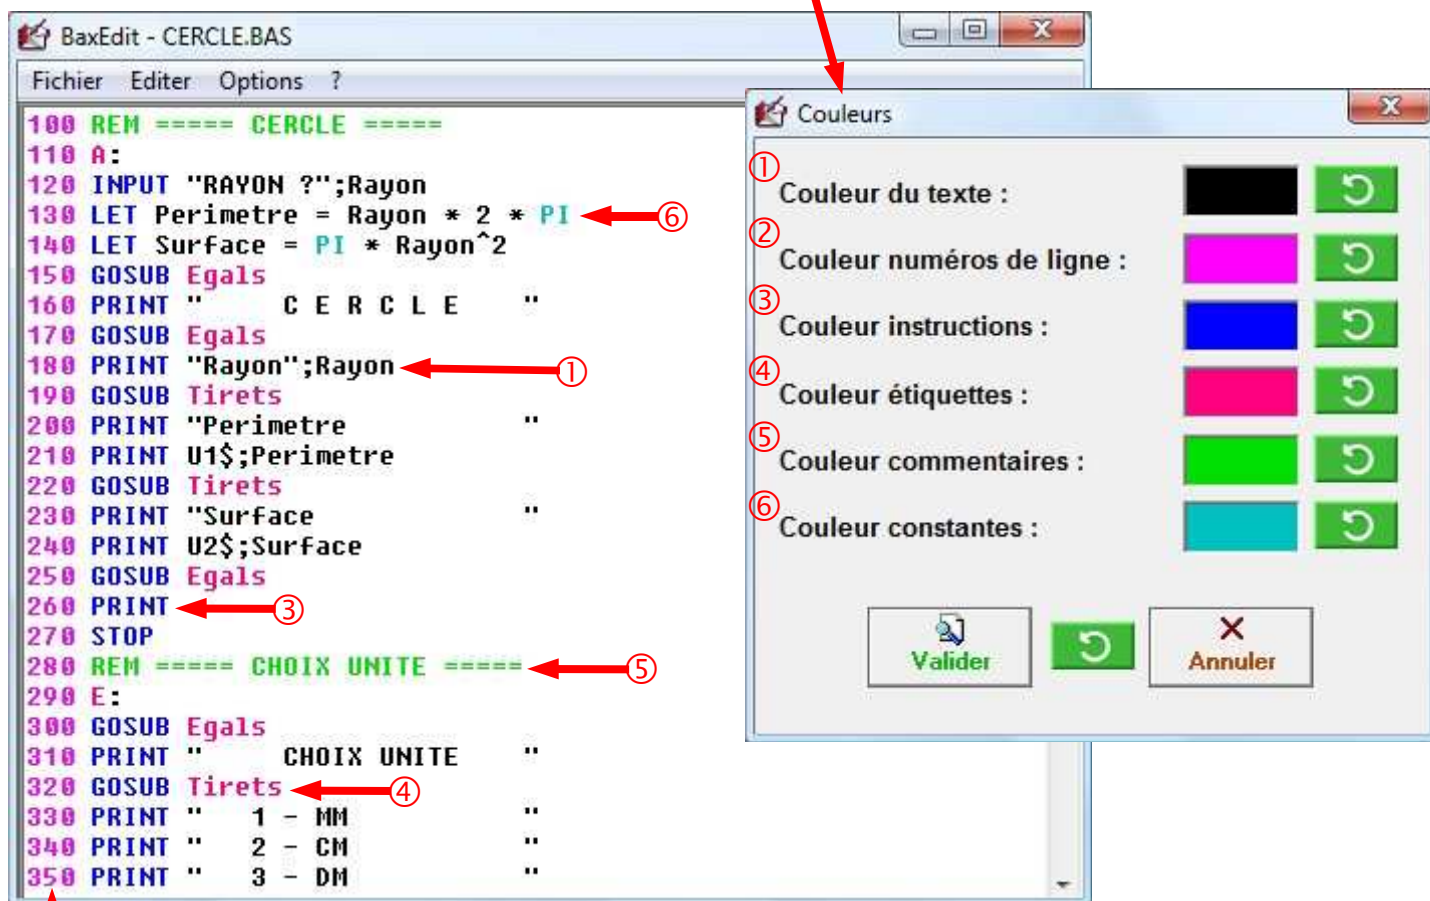 BaxEdit - CERCLE.BAS
Fichier Editer Options ?
100 REM ===== CERCLE =====
110 A:
120 INPUT "RAYON ?";Rayon
130 LET Perimetre = Rayon * 2 * PI ⑥
140 LET Surface = PI * Rayon^2
150 GOSUB Egals
160 PRINT "     C E R C L E    "
170 GOSUB Egals
180 PRINT "Rayon";Rayon ①
190 GOSUB Tirets
200 PRINT "Perimetre           "
210 PRINT U1$;Perimetre
220 GOSUB Tirets
230 PRINT "Surface             "
240 PRINT U2$;Surface
250 GOSUB Egals
260 PRINT ③
270 STOP
280 REM ===== CHOIX UNITE ===== ⑤
290 E:
300 GOSUB Egals
310 PRINT "     CHOIX UNITE    "
320 GOSUB Tirets ④
330 PRINT "   1 - MM           "
340 PRINT "   2 - CM           "
350 PRINT "   3 - DM           "
Couleurs
① Couleur du texte :
② Couleur numéros de ligne :
③ Couleur instructions :
④ Couleur étiquettes :
⑤ Couleur commentaires :
⑥ Couleur constantes :
Valider Annuler